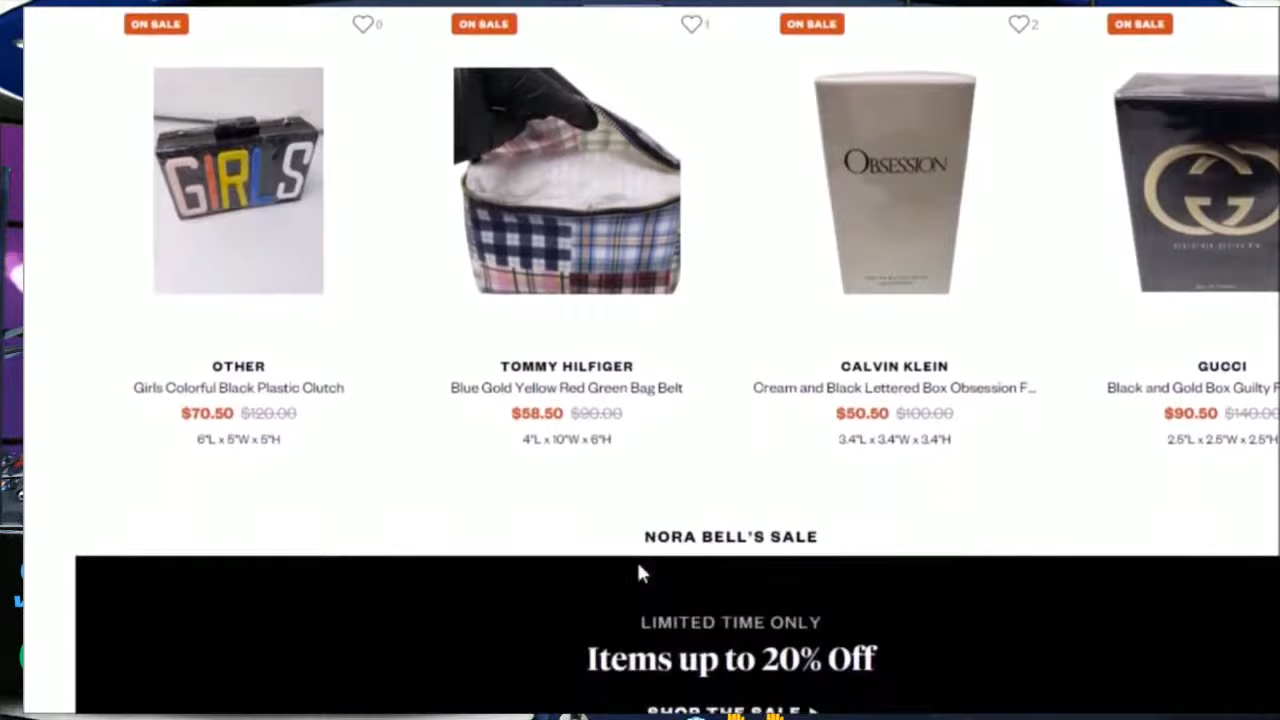 ON SALE
0
ON SALE
1
ON SALE
2
ON SALE
GIRLS
OBSESSION
OTHER
Girls Colorful Black Plastic Clutch
$70.50 $120.00
6"L x 5"W x 5"H
TOMMY HILFIGER
Blue Gold Yellow Red Green Bag Belt
$58.50 $90.00
4"L x 10"W x 6"H
CALVIN KLEIN
Cream and Black Lettered Box Obsession F...
$50.50 $100.00
3.4"L x 3.4"W x 3.4"H
GUCCI
Black and Gold Box Guilty
$90.50 $140.00
2.5"L x 2.5"W x 2.5"H
NORA BELL'S SALE
LIMITED TIME ONLY
Items up to 20% Off
SHOP THE SALE